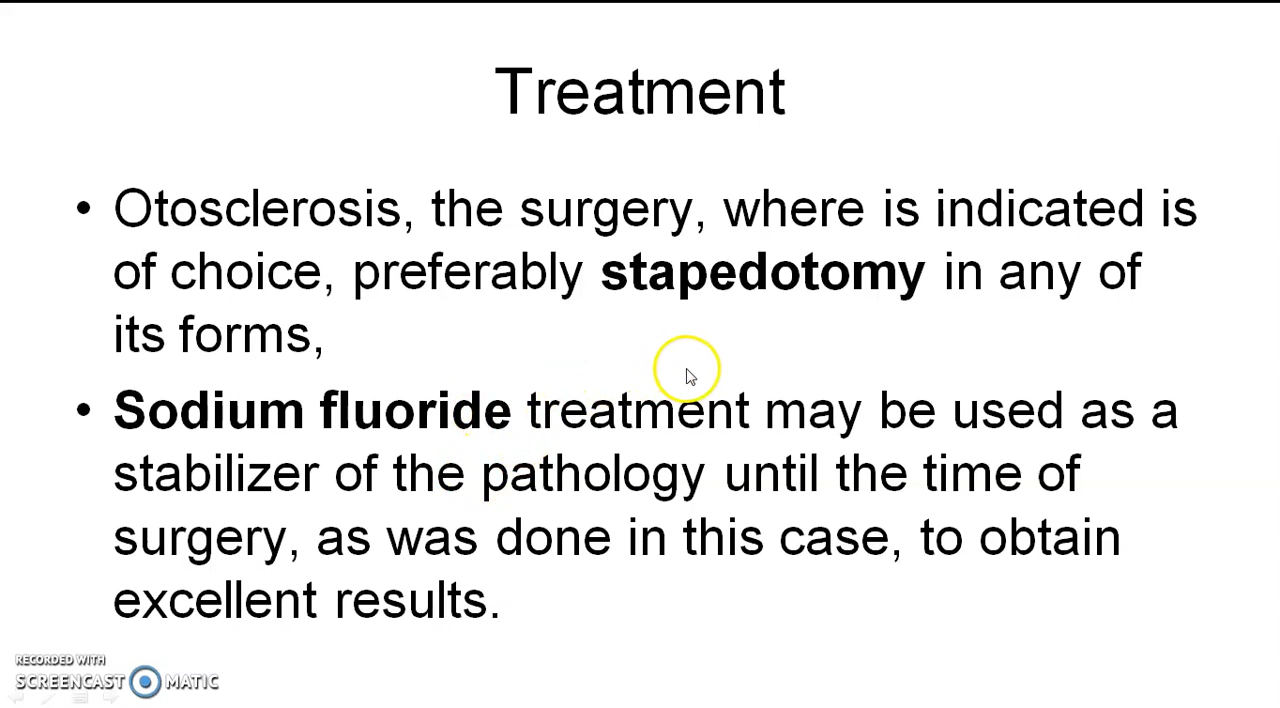 Treatment
• Otosclerosis, the surgery, where is indicated is
of choice, preferably stapedotomy in any of
its forms,
• Sodium fluoride treatment may be used as a
stabilizer of the pathology until the time of
surgery, as was done in this case, to obtain
excellent results.
RECORDED WITH
SCREENCAST MATIC